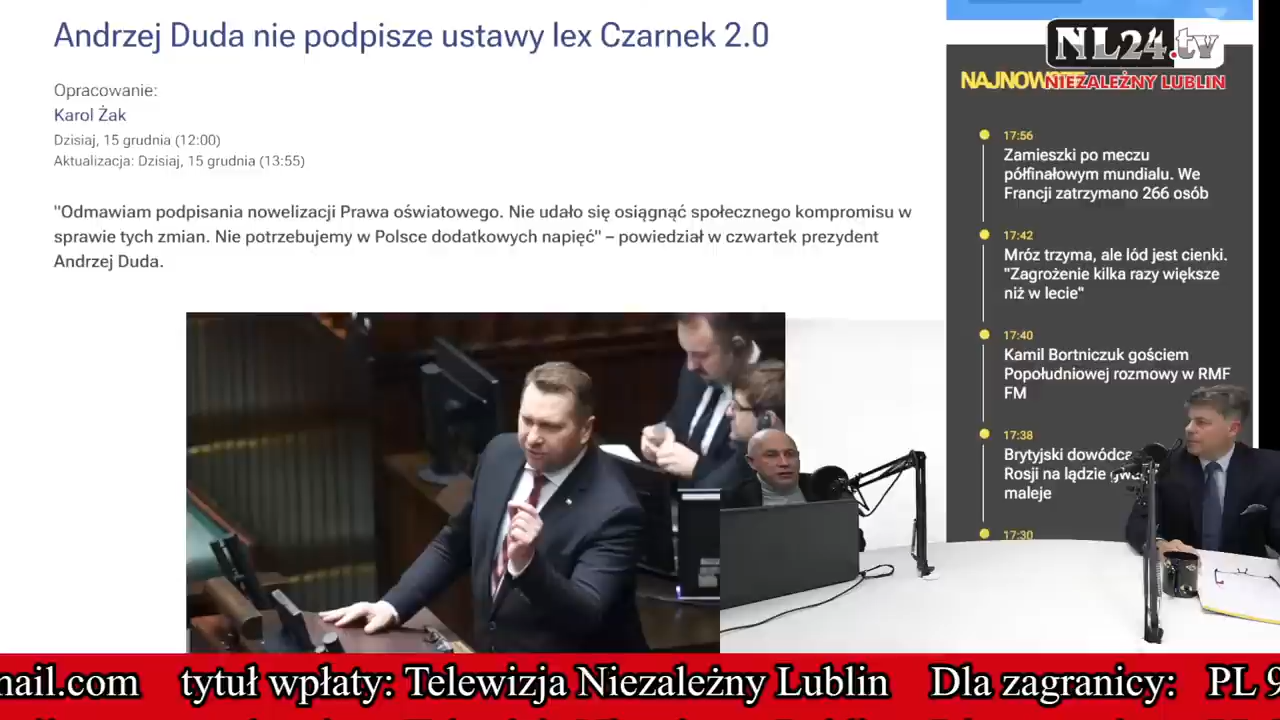 Andrzej Duda nie podpisze ustawy lex Czarnek 2.0
Opracowanie:
Karol Żak
Dzisiaj, 15 grudnia (12:00)
Aktualizacja: Dzisiaj, 15 grudnia (13:55)
"Odmawiam podpisania nowelizacji Prawa oświatowego. Nie udało się osiągnąć społecznego kompromisu w
sprawie tych zmian. Nie potrzebujemy w Polsce dodatkowych napięć" – powiedział w czwartek prezydent
Andrzej Duda.
NL24.tv
NIEZALEŻNY LUBLIN
17:56
Zamieszki po meczu
półfinałowym mundialu. We
Francji zatrzymano 266 osób
17:42
Mróz trzyma, ale lód jest cienki.
"Zagrożenie kilka razy większe
niż w lecie"
17:40
Kamil Bortniczuk gościem
Popołudniowej rozmowy w RMF
FM
17:38
Brytyjski dowódca
Rosji na lądzie
maleje
17:30
mail.com tytuł wpłaty: Telewizja Niezależny Lublin Dla zagranicy: PL 9